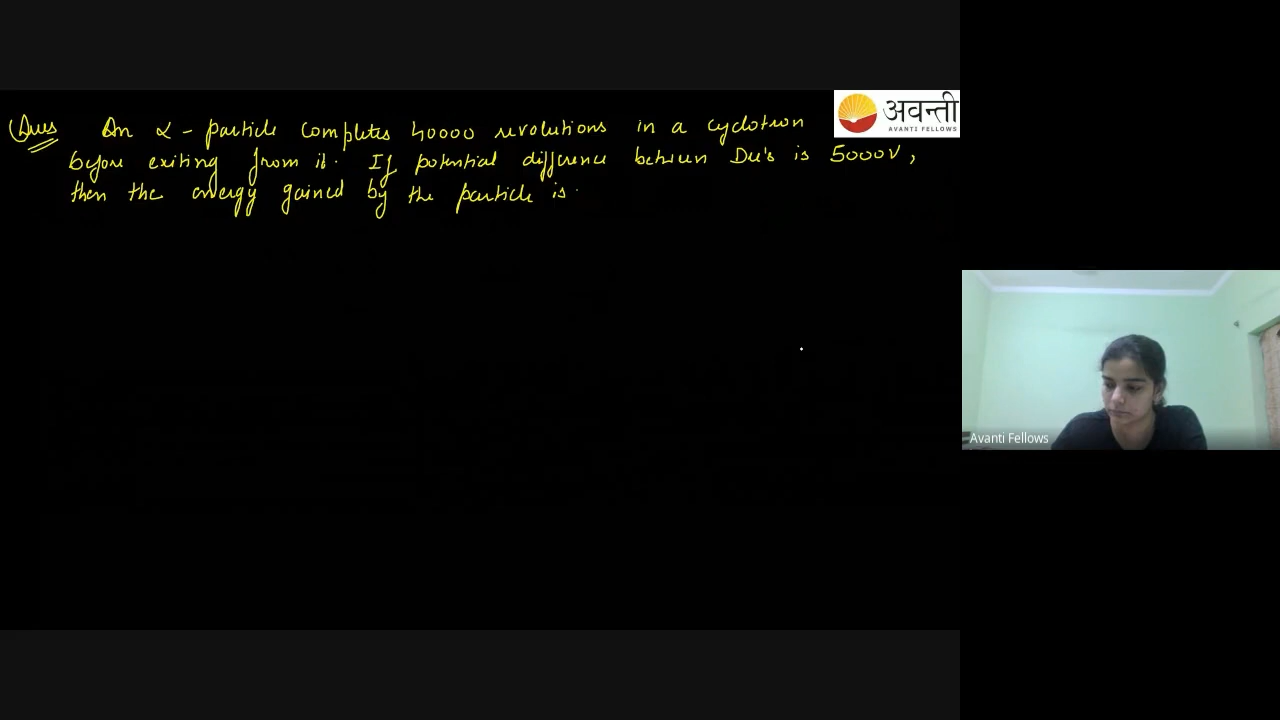 Ques An α - particle completes 40000 revolutions in a cyclotron
before exiting from it. If potential difference between Dee's is 5000V,
then the energy gained by the particle is.
अवन्ती
AVANTI FELLOWS
Avanti Fellows